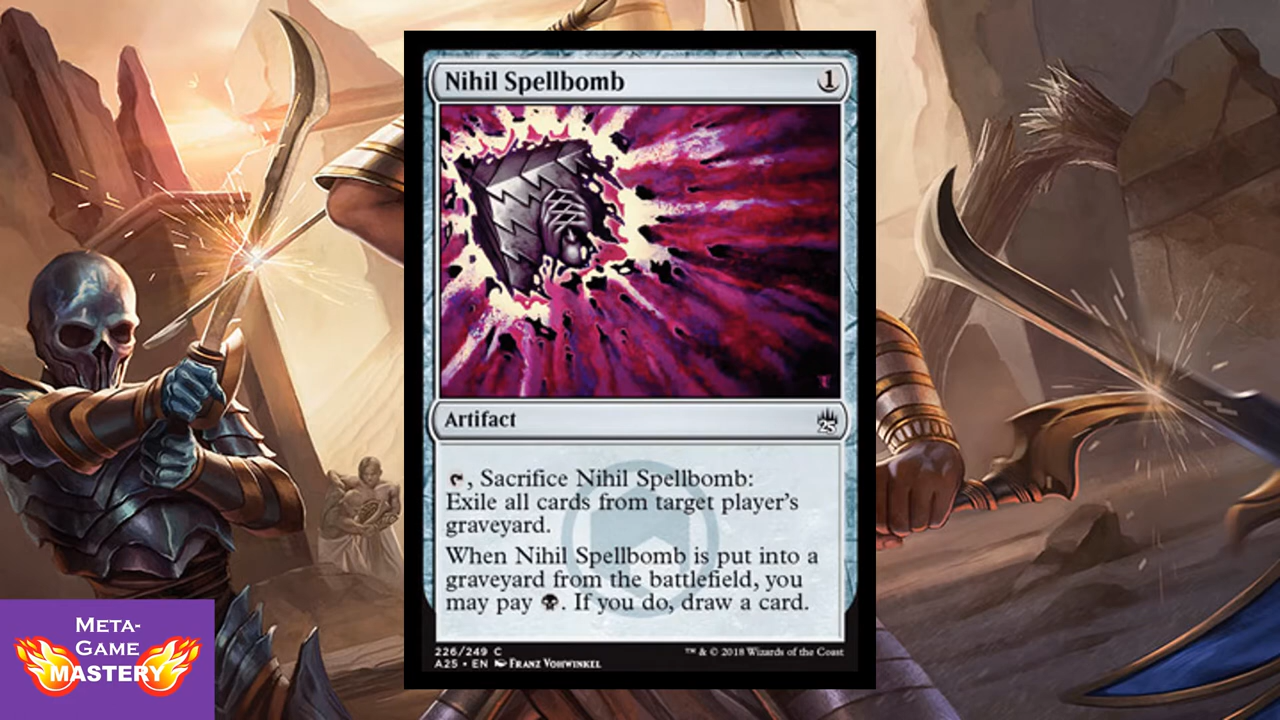 Nihil Spellbomb 1
Artifact
25
, Sacrifice Nihil Spellbomb:
Exile all cards from target player's
graveyard.
When Nihil Spellbomb is put into a
graveyard from the battlefield, you
may pay . If you do, draw a card.
226/249 C
A25 • EN Franz Vohwinkel
™ & © 2018 Wizards of the Coast
Meta-
Game
MASTERY